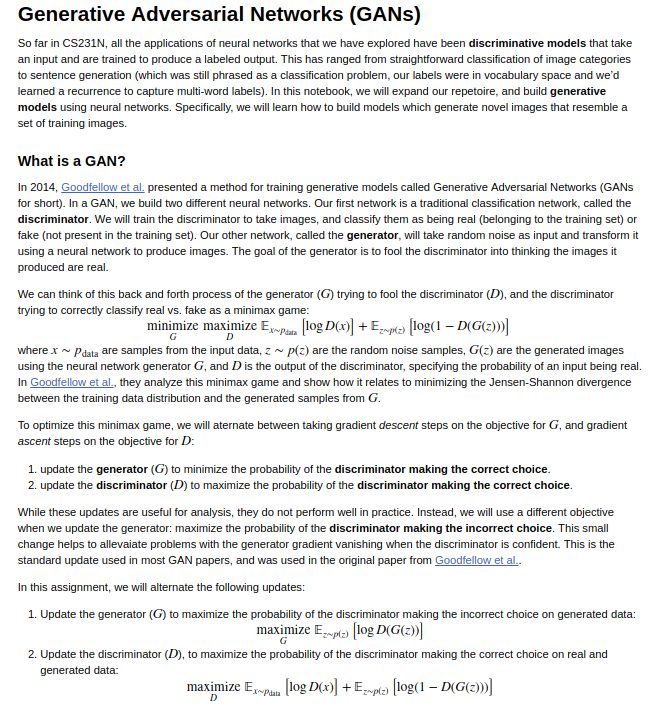 Generative Adversarial Networks (GANs)
So far in CS231N, all the applications of neural networks that we have explored have been discriminative models that take
an input and are trained to produce a labeled output. This has ranged from straightforward classification of image categories
to sentence generation (which was still phrased as a classification problem, our labels were in vocabulary space and we'd
learned a recurrence to capture multi-word labels). In this notebook, we will expand our repetoire, and build generative
models using neural networks. Specifically, we will learn how to build models which generate novel images that resemble a
set of training images.
What is a GAN?
In 2014, Goodfellow et al. presented a method for training generative models called Generative Adversarial Networks (GANs
for short). In a GAN, we build two different neural networks. Our first network is a traditional classification network, called the
discriminator. We will train the discriminator to take images, and classify them as being real (belonging to the training set) or
fake (not present in the training set). Our other network, called the generator, will take random noise as input and transform it
using a neural network to produce images. The goal of the generator is to fool the discriminator into thinking the images it
produced are real.
We can think of this back and forth process of the generator (G) trying to fool the discriminator (D), and the discriminator
trying to correctly classify real vs. fake as a minimax game:
minimize_G maximize_D 𝔼_{x∼p_data} [log D(x)] + 𝔼_{z∼p(z)} [log(1 − D(G(z)))]
where x ∼ p_data are samples from the input data, z ∼ p(z) are the random noise samples, G(z) are the generated images
using the neural network generator G, and D is the output of the discriminator, specifying the probability of an input being real.
In Goodfellow et al., they analyze this minimax game and show how it relates to minimizing the Jensen-Shannon divergence
between the training data distribution and the generated samples from G.
To optimize this minimax game, we will aternate between taking gradient descent steps on the objective for G, and gradient
ascent steps on the objective for D:
1. update the generator (G) to minimize the probability of the discriminator making the correct choice.
2. update the discriminator (D) to maximize the probability of the discriminator making the correct choice.
While these updates are useful for analysis, they do not perform well in practice. Instead, we will use a different objective
when we update the generator: maximize the probability of the discriminator making the incorrect choice. This small
change helps to allevaiate problems with the generator gradient vanishing when the discriminator is confident. This is the
standard update used in most GAN papers, and was used in the original paper from Goodfellow et al..
In this assignment, we will alternate the following updates:
1. Update the generator (G) to maximize the probability of the discriminator making the incorrect choice on generated data:
maximize_G 𝔼_{z∼p(z)} [log D(G(z))]
2. Update the discriminator (D), to maximize the probability of the discriminator making the correct choice on real and
generated data:
maximize_D 𝔼_{x∼p_data} [log D(x)] + 𝔼_{z∼p(z)} [log(1 − D(G(z)))]